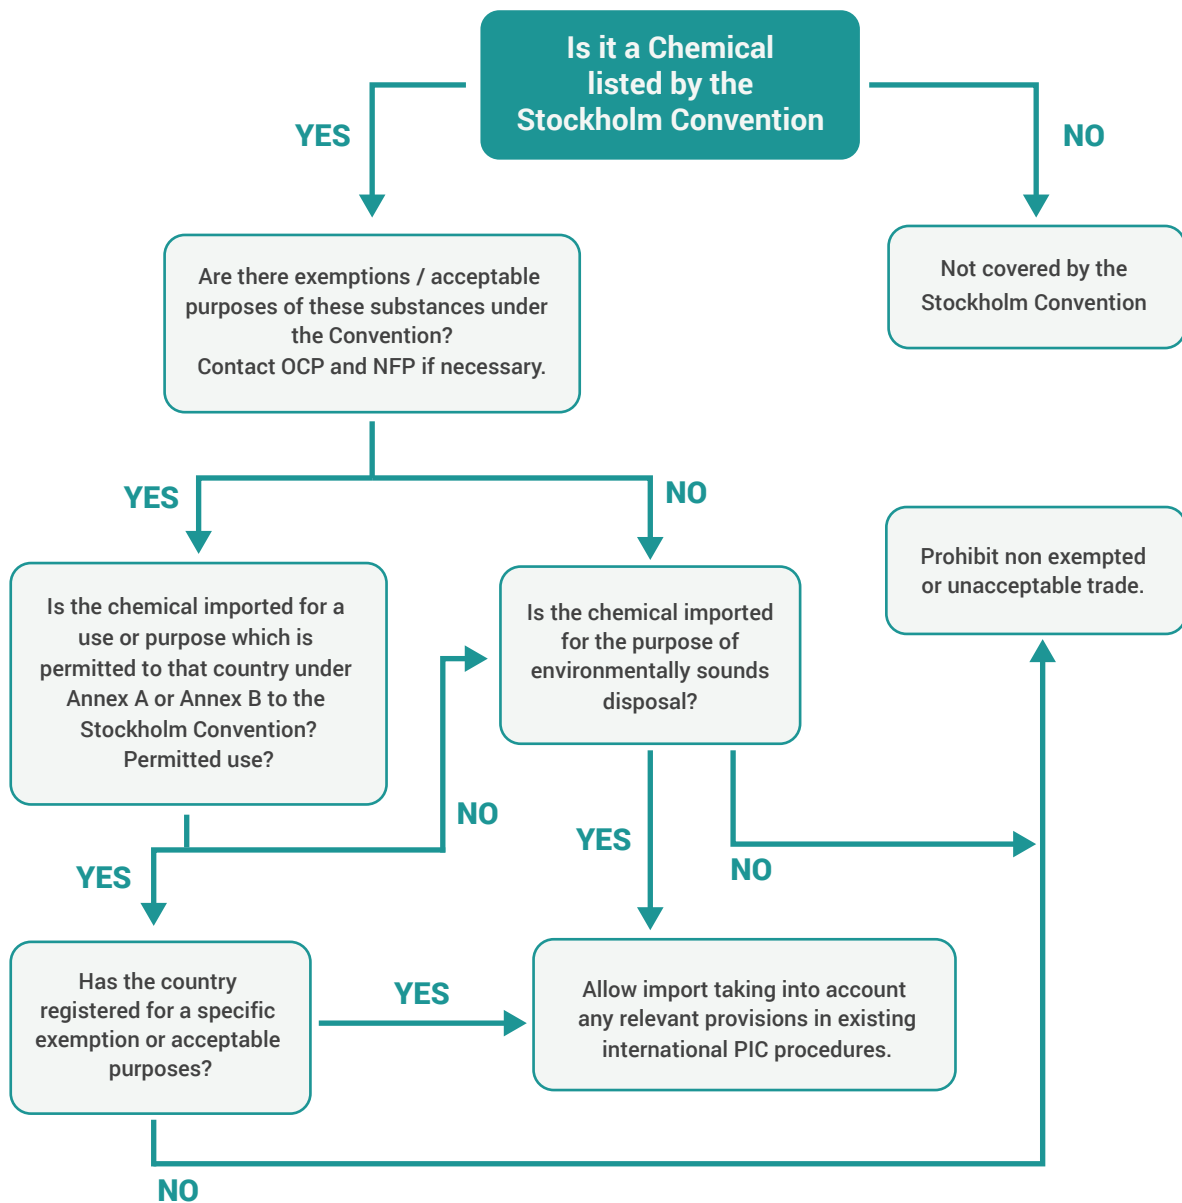 Is it a Chemical
listed by the
Stockholm Convention
YES
NO
Are there exemptions / acceptable
purposes of these substances under
the Convention?
Contact OCP and NFP if necessary.
Not covered by the
Stockholm Convention
YES
NO
Is the chemical imported for a
use or purpose which is
permitted to that country under
Annex A or Annex B to the
Stockholm Convention?
Permitted use?
Is the chemical imported
for the purpose of
environmentally sounds
disposal?
Prohibit non exempted
or unacceptable trade.
NO
YES
YES
NO
Has the country
registered for a specific
exemption or acceptable
purposes?
YES
Allow import taking into account
any relevant provisions in existing
international PIC procedures.
NO